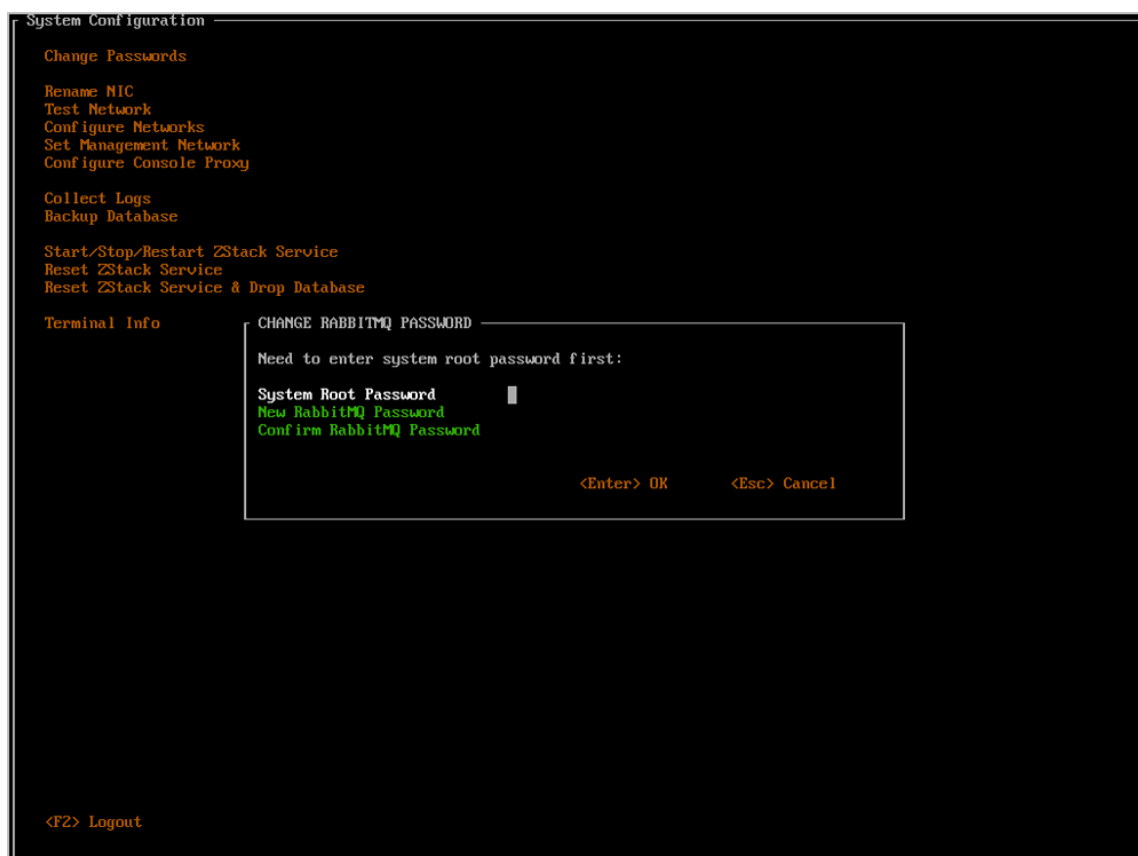 System Configuration
Change Passwords
Rename NIC
Test Network
Configure Networks
Set Management Network
Configure Console Proxy
Collect Logs
Backup Database
Start/Stop/Restart ZStack Service
Reset ZStack Service
Reset ZStack Service & Drop Database
Terminal Info
CHANGE RABBITMQ PASSWORD
Need to enter system root password first:
System Root Password
New RabbitMQ Password
Confirm RabbitMQ Password
<Enter> OK <Esc> Cancel
<F2> Logout